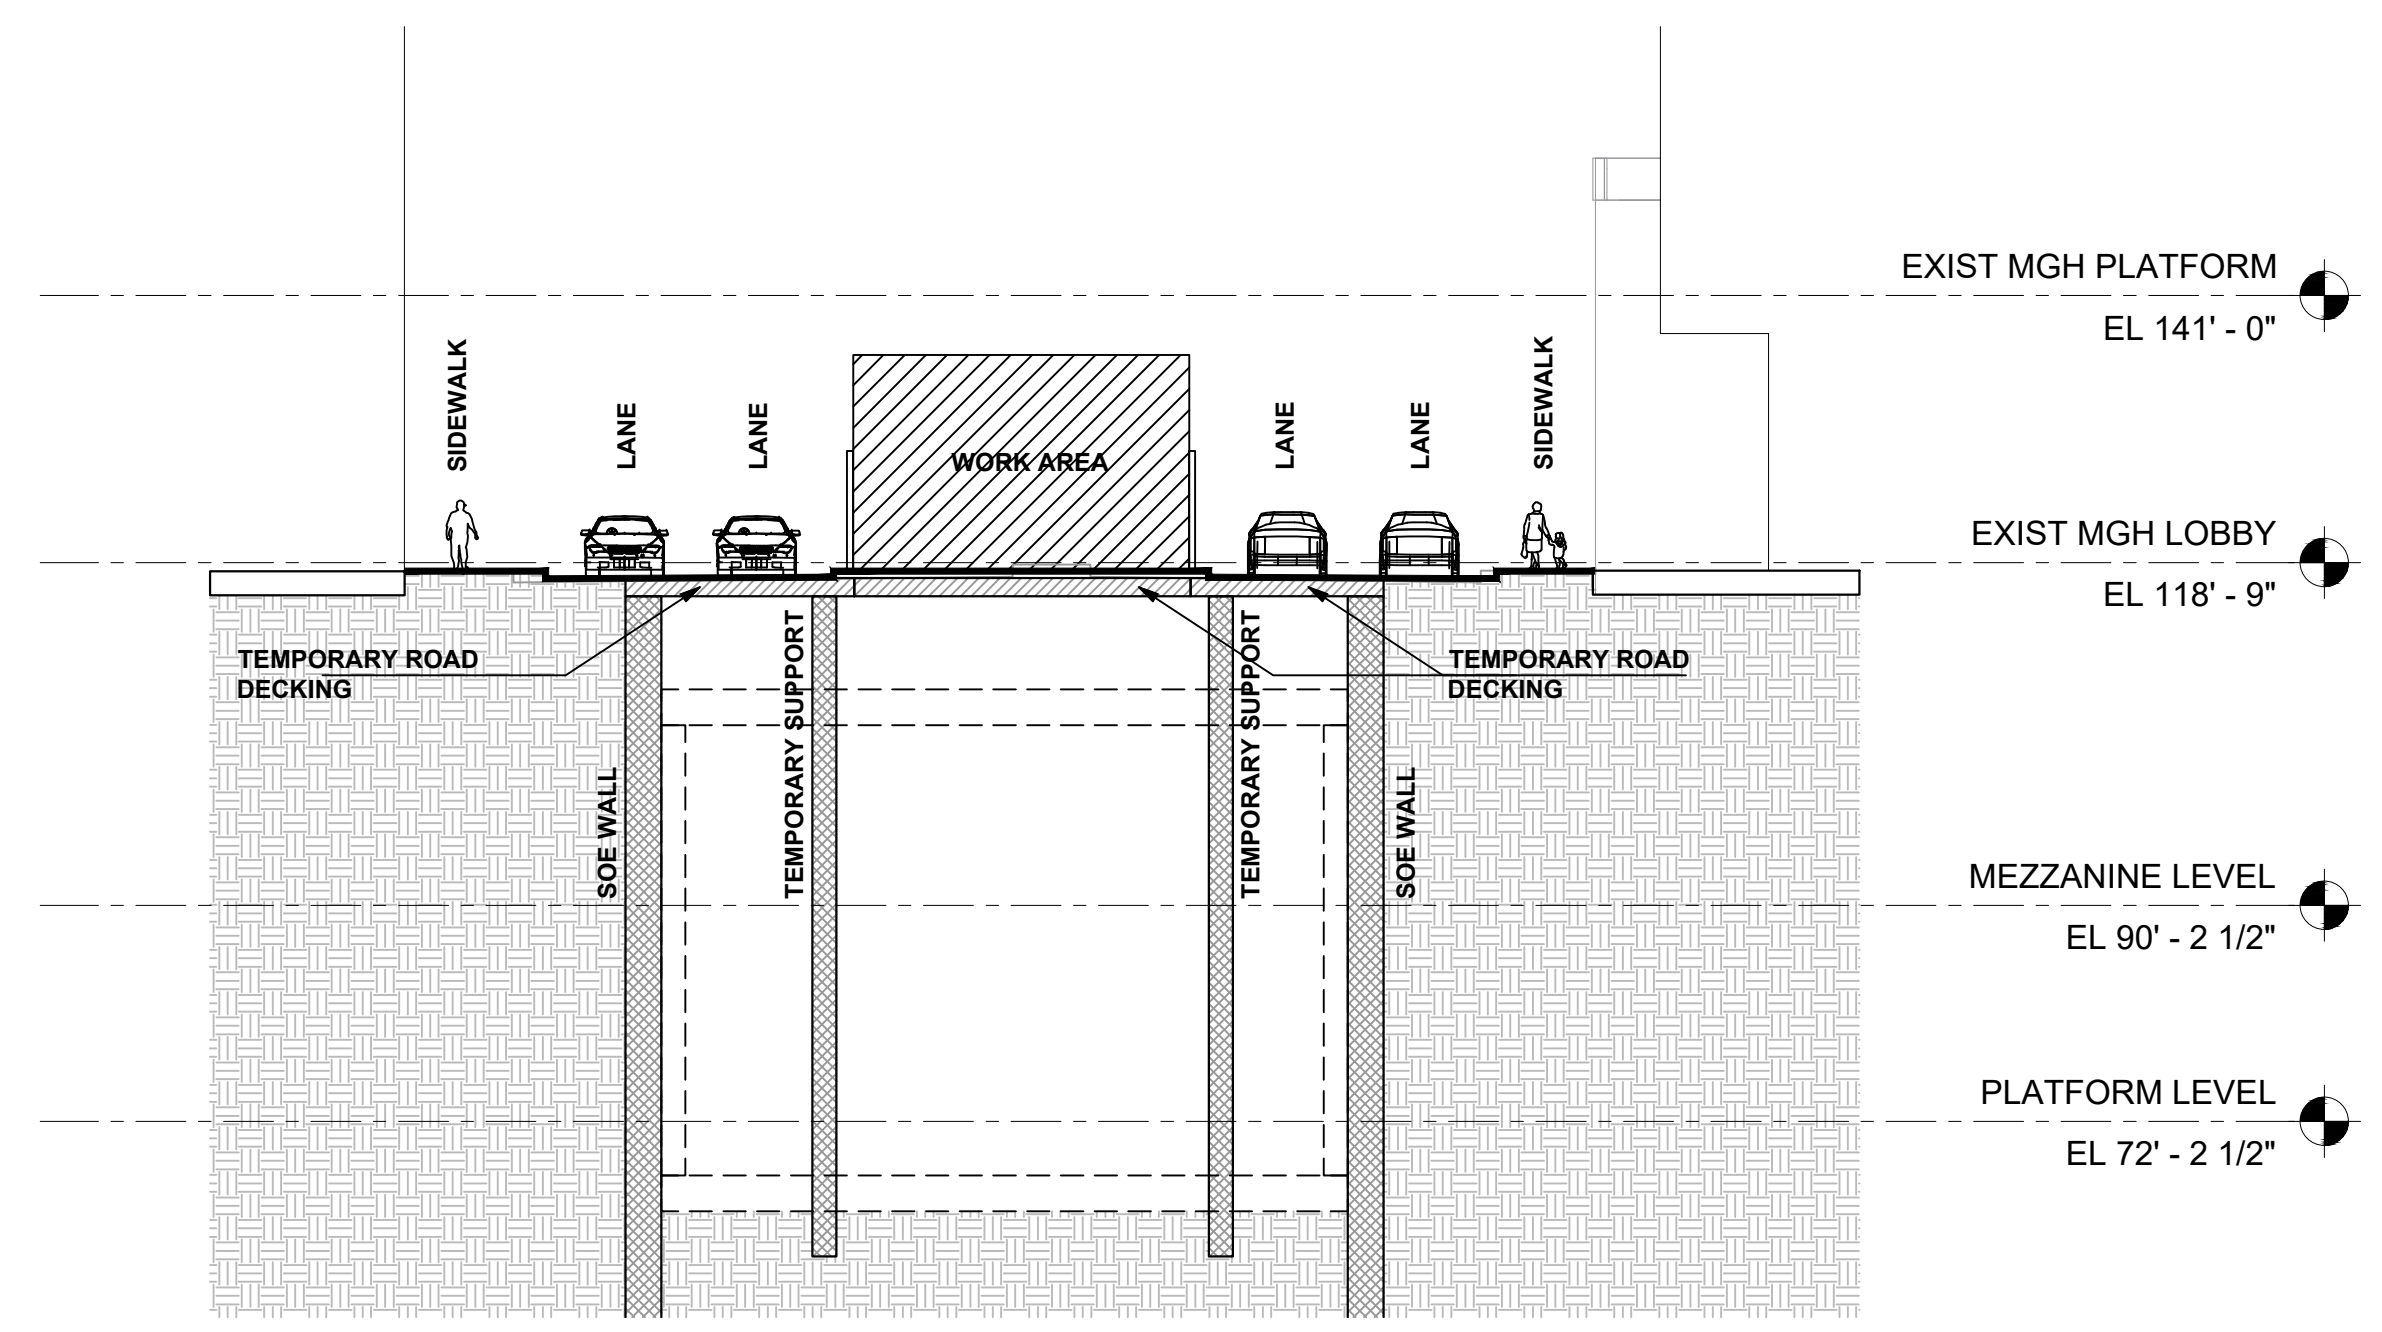 EXIST MGH PLATFORM
EL 141' - 0"
SIDEWALK
LANE
LANE
WORK AREA
LANE
LANE
SIDEWALK
EXIST MGH LOBBY
EL 118' - 9"
TEMPORARY ROAD
DECKING
TEMPORARY SUPPORT
TEMPORARY SUPPORT
TEMPORARY ROAD
DECKING
SOE WALL
SOE WALL
MEZZANINE LEVEL
EL 90' - 2 1/2"
PLATFORM LEVEL
EL 72' - 2 1/2"